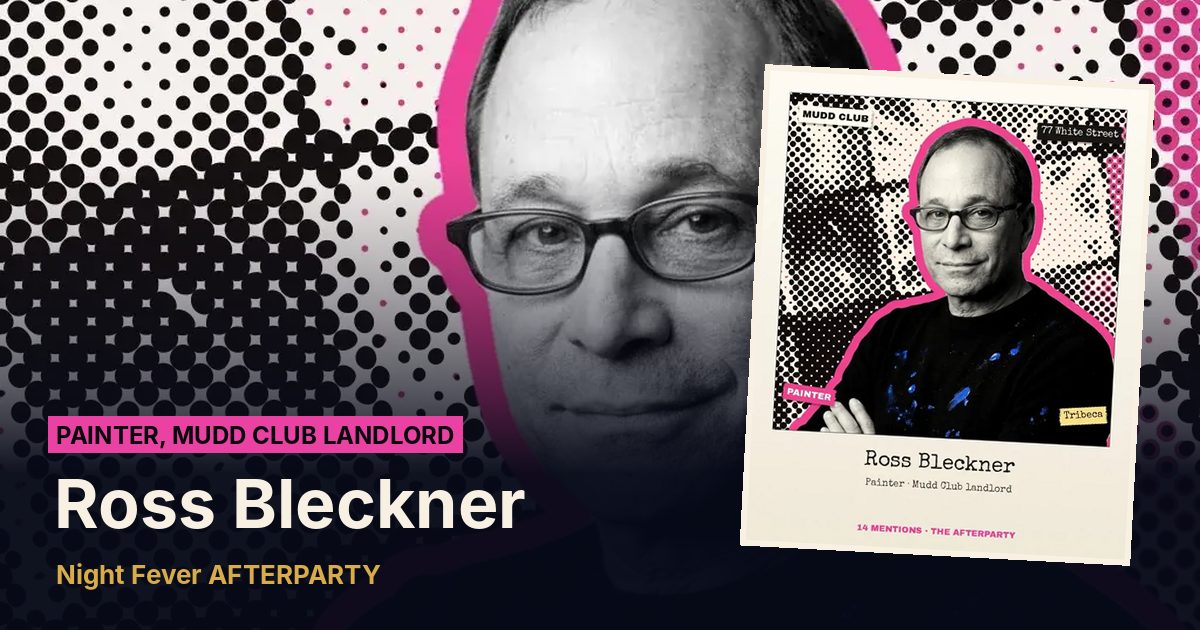 PAINTER, MUDD CLUB LANDLORD
Ross Bleckner
Night Fever AFTERPARTY
MUDD CLUB
77 White Street
PAINTER
Tribeca
Ross Bleckner
Painter · Mudd Club landlord
14 MENTIONS · THE AFTERPARTY